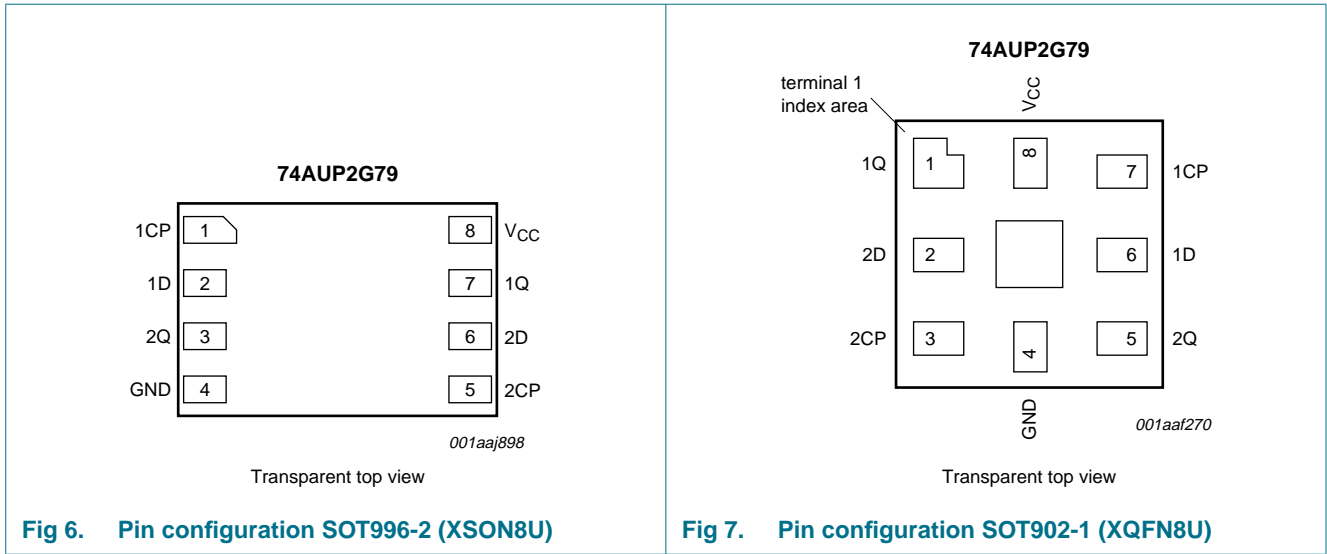 74AUP2G79
1CP 1 8 VCC
1D 2 7 1Q
2Q 3 6 2D
GND 4 5 2CP
001aaj898
Transparent top view
Fig 6. Pin configuration SOT996-2 (XSON8U)
74AUP2G79
terminal 1
index area
VCC
1Q 1 8 7 1CP
2D 2 6 1D
2CP 3 4 5 2Q
GND
001aaf270
Transparent top view
Fig 7. Pin configuration SOT902-1 (XQFN8U)